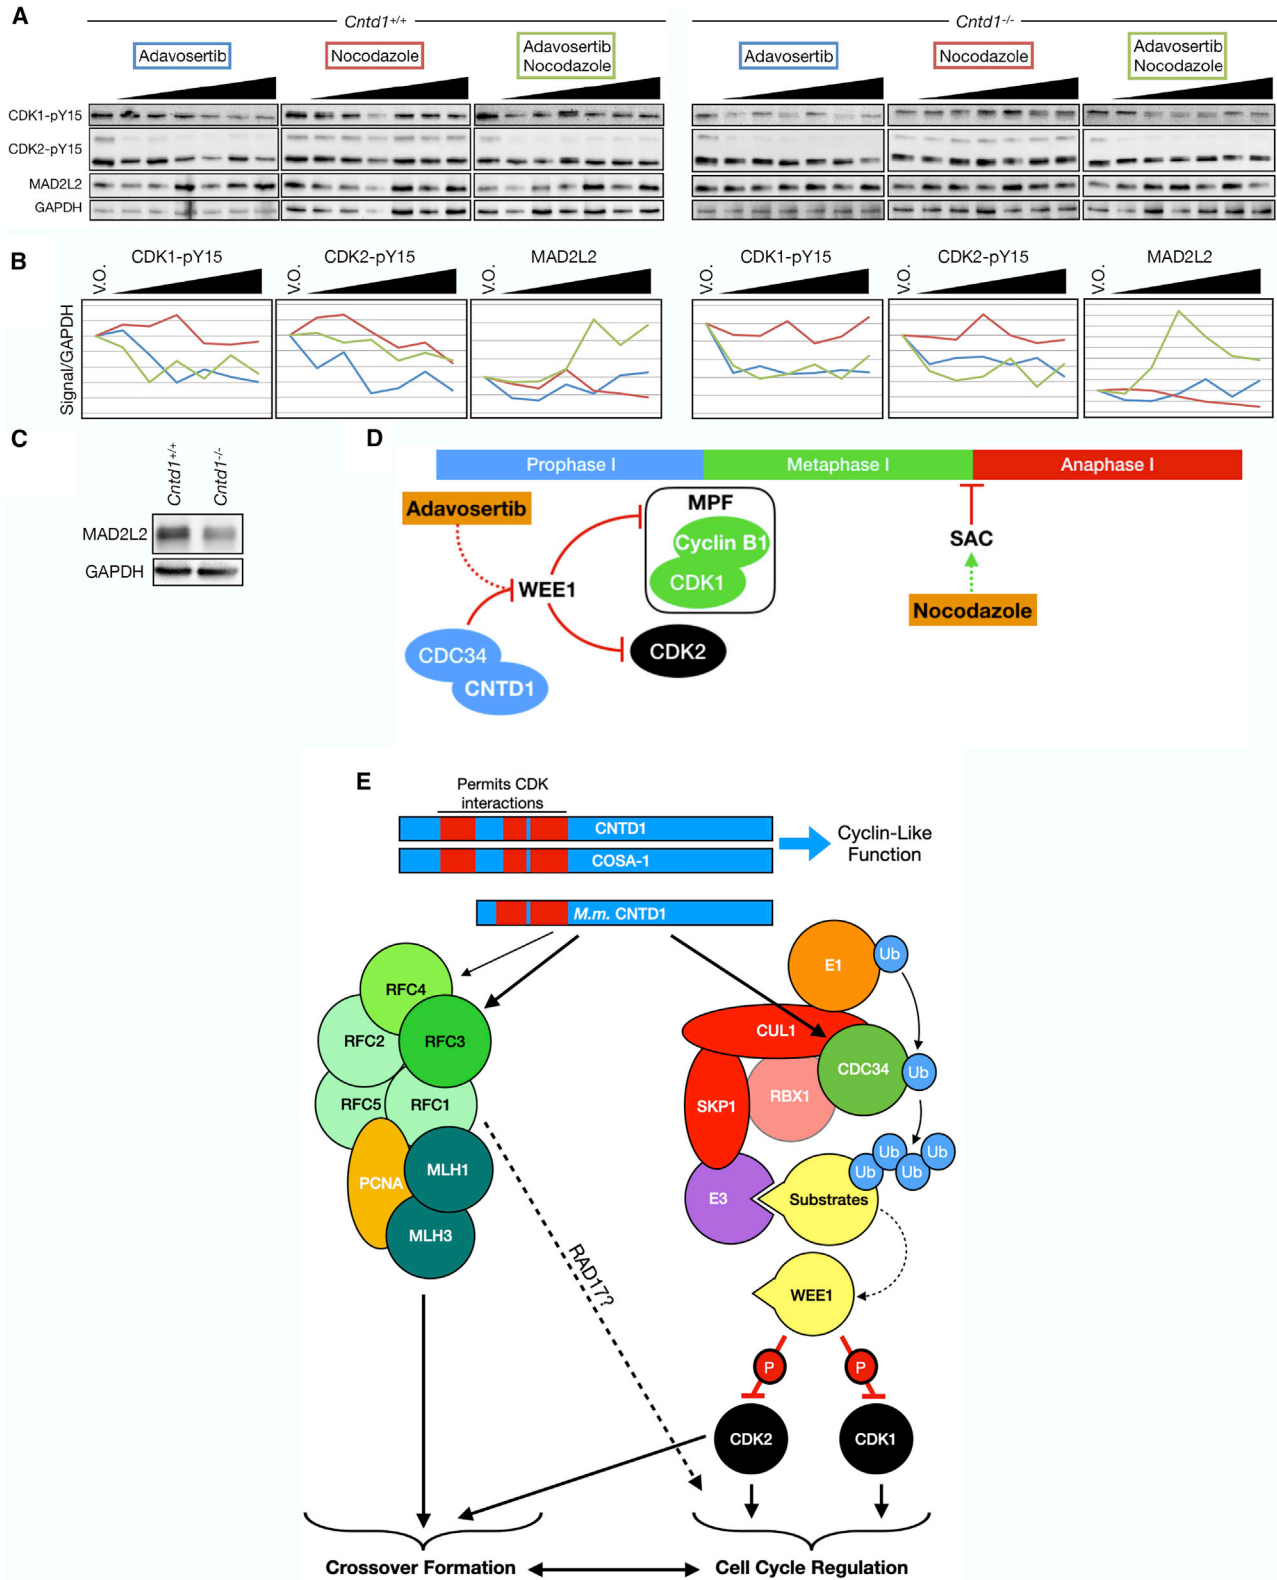 A
Cntd1+/+
Cntd1-/-
Adavosertib
Nocodazole
Adavosertib
Nocodazole
Adavosertib
Nocodazole
Adavosertib
Nocodazole
CDK1-pY15
CDK2-pY15
MAD2L2
GAPDH
B
CDK1-pY15
CDK2-pY15
MAD2L2
CDK1-pY15
CDK2-pY15
MAD2L2
V.O.
V.O.
V.O.
V.O.
V.O.
V.O.
Signal/GAPDH
C
Cntd1+/+
Cntd1-/-
MAD2L2
GAPDH
D
Prophase I
Metaphase I
Anaphase I
Adavosertib
MPF
Cyclin B1
CDK1
WEE1
SAC
Nocodazole
CDC34
CNTD1
CDK2
E
Permits CDK
interactions
CNTD1
COSA-1
Cyclin-Like
Function
M.m. CNTD1
RFC4
RFC2
RFC3
RFC5
RFC1
PCNA
MLH1
MLH3
E1
Ub
CUL1
CDC34
Ub
RBX1
SKP1
Ub
Ub
Ub
Ub
E3
Substrates
RAD17?
WEE1
P
P
CDK2
CDK1
Crossover Formation
Cell Cycle Regulation